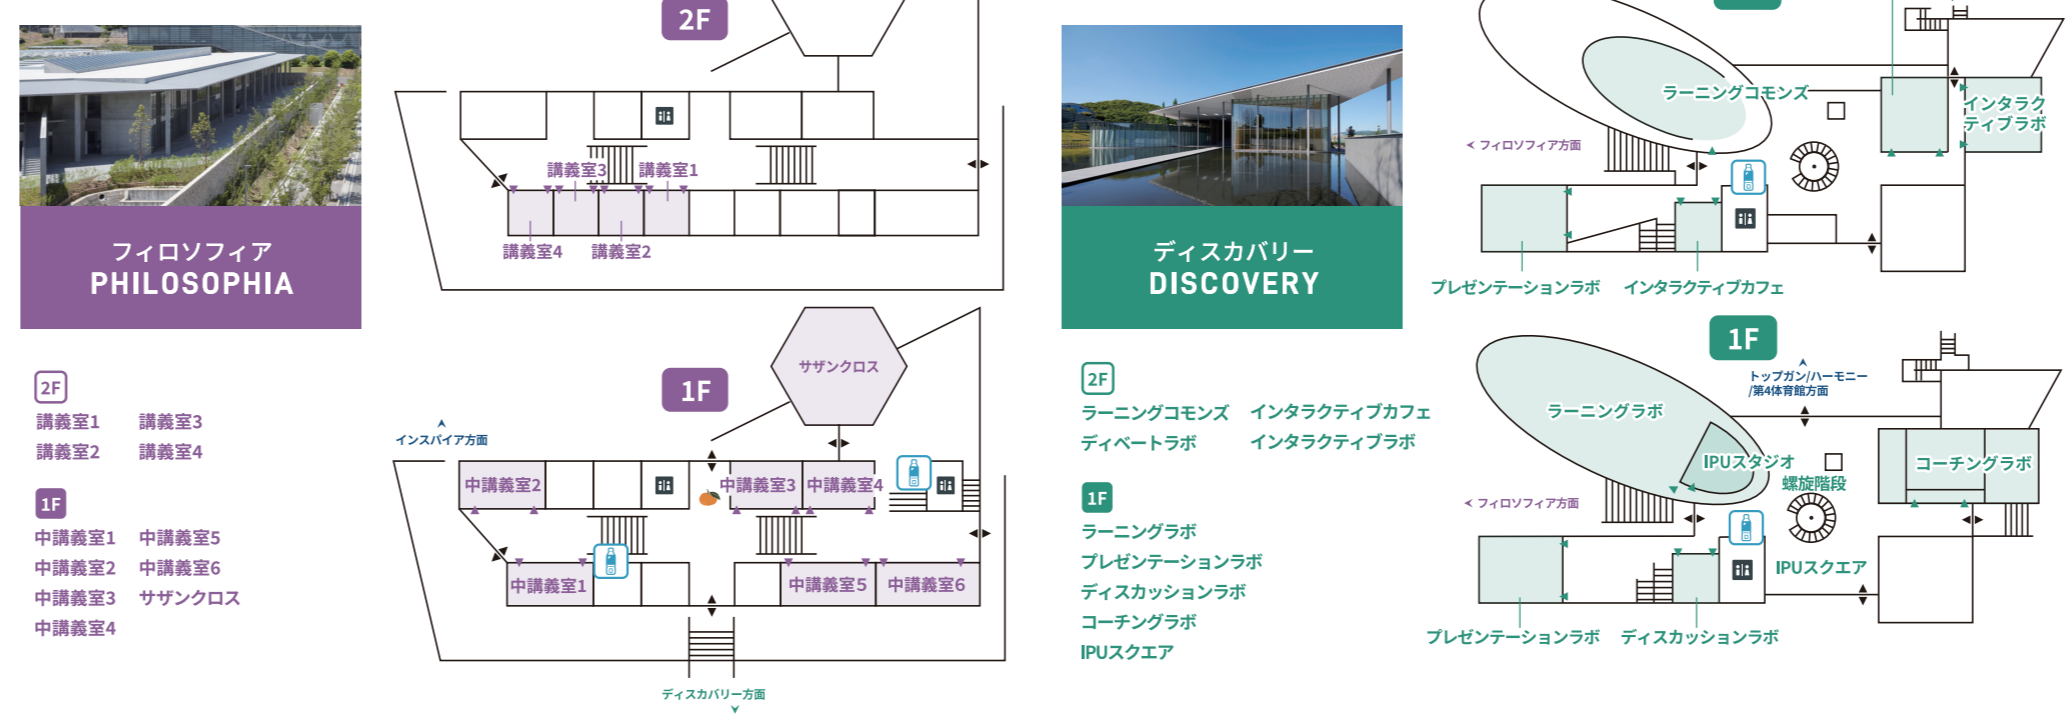 フィロソフィア
PHILOSOPHIA
2F
講義室1
講義室3
講義室2
講義室4
1F
中講義室1
中講義室5
中講義室2
中講義室6
中講義室3
サザンクロス
中講義室4
2F
講義室3
講義室1
講義室4
講義室2
1F
サザンクロス
インスパイア方面
中講義室2
中講義室3
中講義室4
中講義室1
中講義室5
中講義室6
ディスカバリー方面
ディスカバリー
DISCOVERY
2F
ラーニングコモンズ
インタラクティブカフェ
ディベートラボ
インタラクティブラボ
1F
ラーニングラボ
プレゼンテーションラボ
ディスカッションラボ
コーチングラボ
IPUスクエア
ラーニングコモンズ
インタラク
ティブラボ
フィロソフィア方面
プレゼンテーションラボ
インタラクティブカフェ
1F
トップガン/ハーモニー
/第4体育館方面
ラーニングラボ
IPUスタジオ
コーチングラボ
螺旋階段
フィロソフィア方面
IPUスクエア
プレゼンテーションラボ
ディスカッションラボ